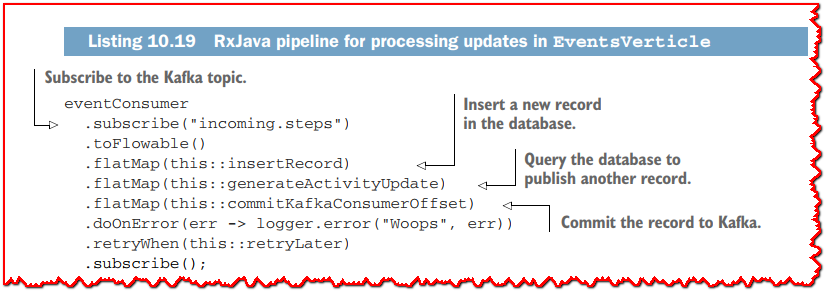 Listing 10.19 RxJava pipeline for processing updates in EventsVerticle
Subscribe to the Kafka topic.
eventConsumer
.subscribe("incoming.steps")
.toFlowable()
.flatMap(this::insertRecord)
Insert a new record
in the database.
.flatMap(this::generateActivityUpdate)
Query the database to
publish another record.
.flatMap(this::commitKafkaConsumerOffset)
Commit the record to Kafka.
.doOnError(err -> logger.error("Woops", err))
.retryWhen(this::retryLater)
.subscribe();